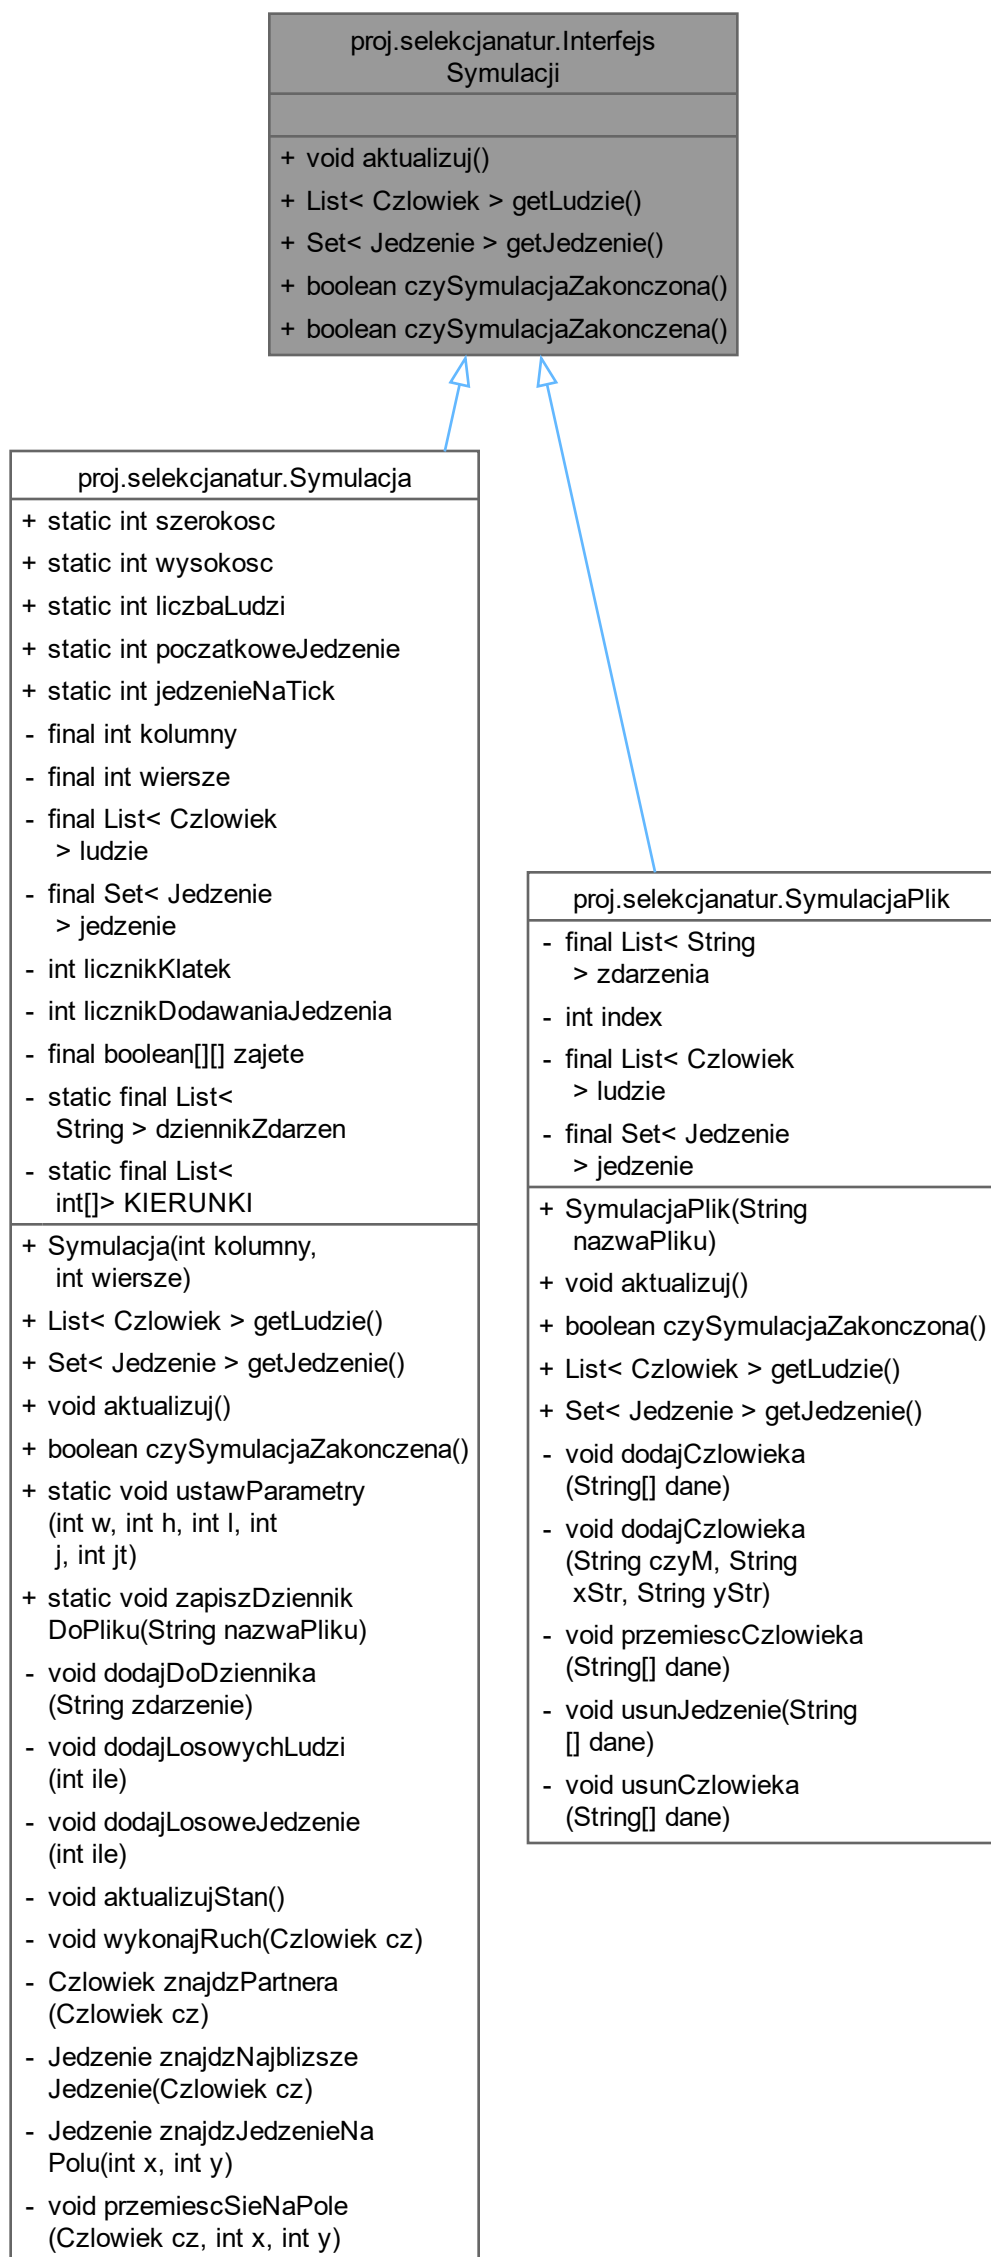 proj.selekcjanatur.Interfejs
Symulacji
+ void aktualizuj()
+ List< Czlowiek > getLudzie()
+ Set< Jedzenie > getJedzenie()
+ boolean czySymulacjaZakonczona()
+ boolean czySymulacjaZakonczena()
proj.selekcjanatur.Symulacja
+ static int szerokosc
+ static int wysokosc
+ static int liczbaLudzi
+ static int poczatkoweJedzenie
+ static int jedzenieNaTick
- final int kolumny
- final int wiersze
- final List< Czlowiek
> ludzie
- final Set< Jedzenie
> jedzenie
- int licznikKlatek
- int licznikDodawaniaJedzenia
- final boolean[][] zajete
- static final List<
String > dziennikZdarzen
- static final List<
int[]> KIERUNKI
+ Symulacja(int kolumny,
int wiersze)
+ List< Czlowiek > getLudzie()
+ Set< Jedzenie > getJedzenie()
+ void aktualizuj()
+ boolean czySymulacjaZakonczena()
+ static void ustawParametry
(int w, int h, int l, int
j, int jt)
+ static void zapiszDziennik
DoPliku(String nazwaPliku)
- void dodajDoDziennika
(String zdarzenie)
- void dodajLosowychLudzi
(int ile)
- void dodajLosoweJedzenie
(int ile)
- void aktualizujStan()
- void wykonajRuch(Czlowiek cz)
- Czlowiek znajdzPartnera
(Czlowiek cz)
- Jedzenie znajdzNajblizsze
Jedzenie(Czlowiek cz)
- Jedzenie znajdzJedzenieNa
Polu(int x, int y)
- void przemiescSieNaPole
(Czlowiek cz, int x, int y)
proj.selekcjanatur.SymulacjaPlik
- final List< String
> zdarzenia
- int index
- final List< Czlowiek
> ludzie
- final Set< Jedzenie
> jedzenie
+ SymulacjaPlik(String
nazwaPliku)
+ void aktualizuj()
+ boolean czySymulacjaZakonczona()
+ List< Czlowiek > getLudzie()
+ Set< Jedzenie > getJedzenie()
- void dodajCzlowieka
(String[] dane)
- void dodajCzlowieka
(String czyM, String
xStr, String yStr)
- void przemiescCzlowieka
(String[] dane)
- void usunJedzenie(String
[] dane)
- void usunCzlowieka
(String[] dane)